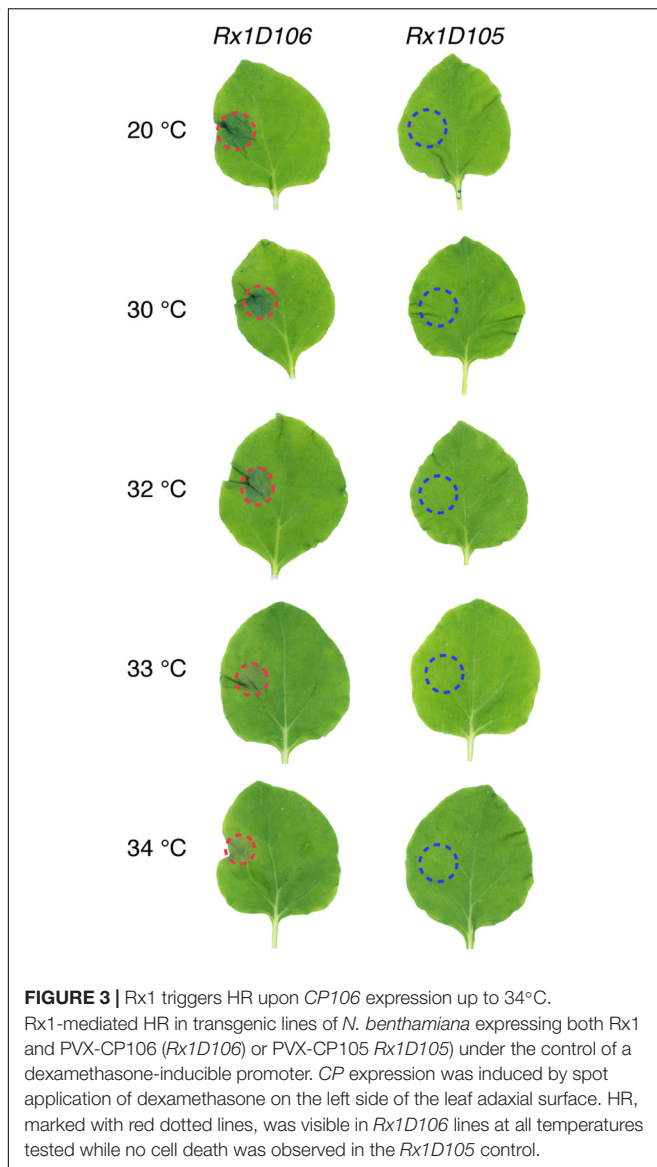 Rx1D106 Rx1D105
20 °C
30 °C
32 °C
33 °C
34 °C
FIGURE 3 | Rx1 triggers HR upon CP106 expression up to 34°C.
Rx1-mediated HR in transgenic lines of N. benthamiana expressing both Rx1
and PVX-CP106 (Rx1D106) or PVX-CP105 Rx1D105) under the control of a
dexamethasone-inducible promoter. CP expression was induced by spot
application of dexamethasone on the left side of the leaf adaxial surface. HR,
marked with red dotted lines, was visible in Rx1D106 lines at all temperatures
tested while no cell death was observed in the Rx1D105 control.